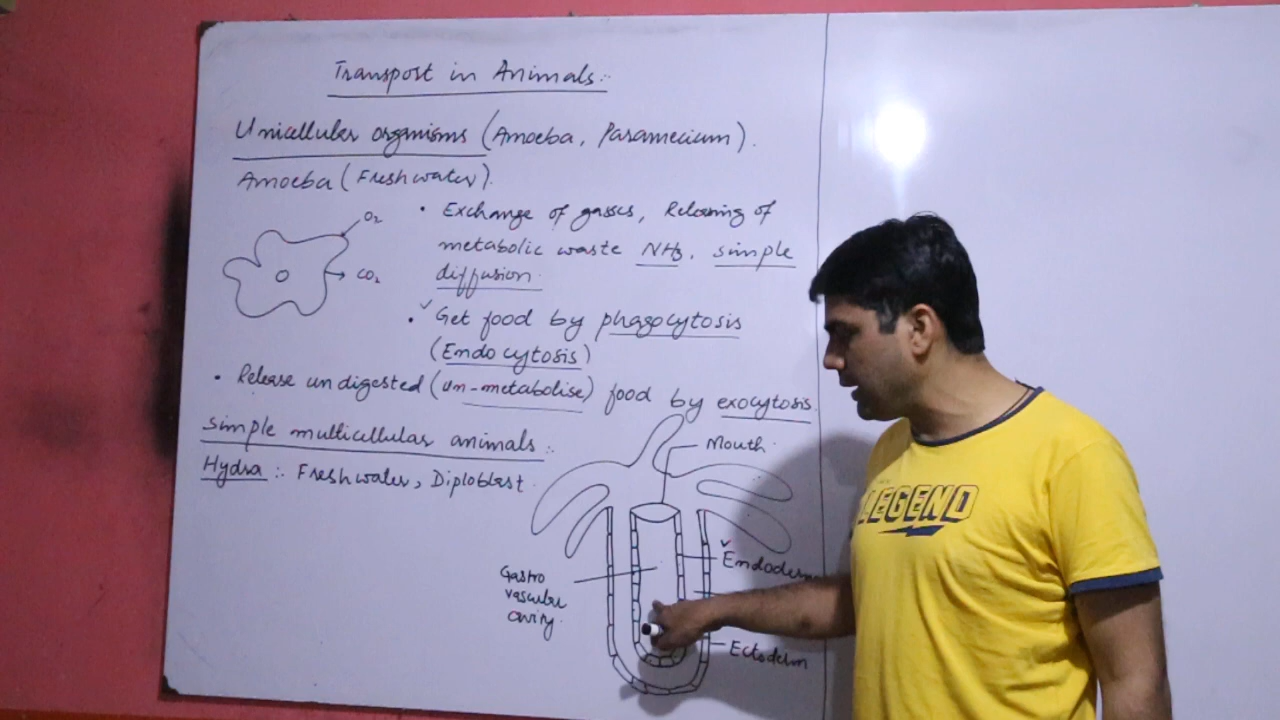 Transport in Animals:-
Unicellular organisms (Amoeba, Paramecium).
Amoeba (Freshwater).
O2
CO2
• Exchange of gasses, Releasing of
metabolic waste NH3, simple
diffusion.
• Get food by phagocytosis
(Endocytosis)
• Release undigested (un-metabolise) food by exocytosis.
Simple multicellular animals :-
Hydra :- Freshwater, Diploblast.
Mouth
Endoderm
Gastro
vascular
cavity.
Ectoderm
LEGEND